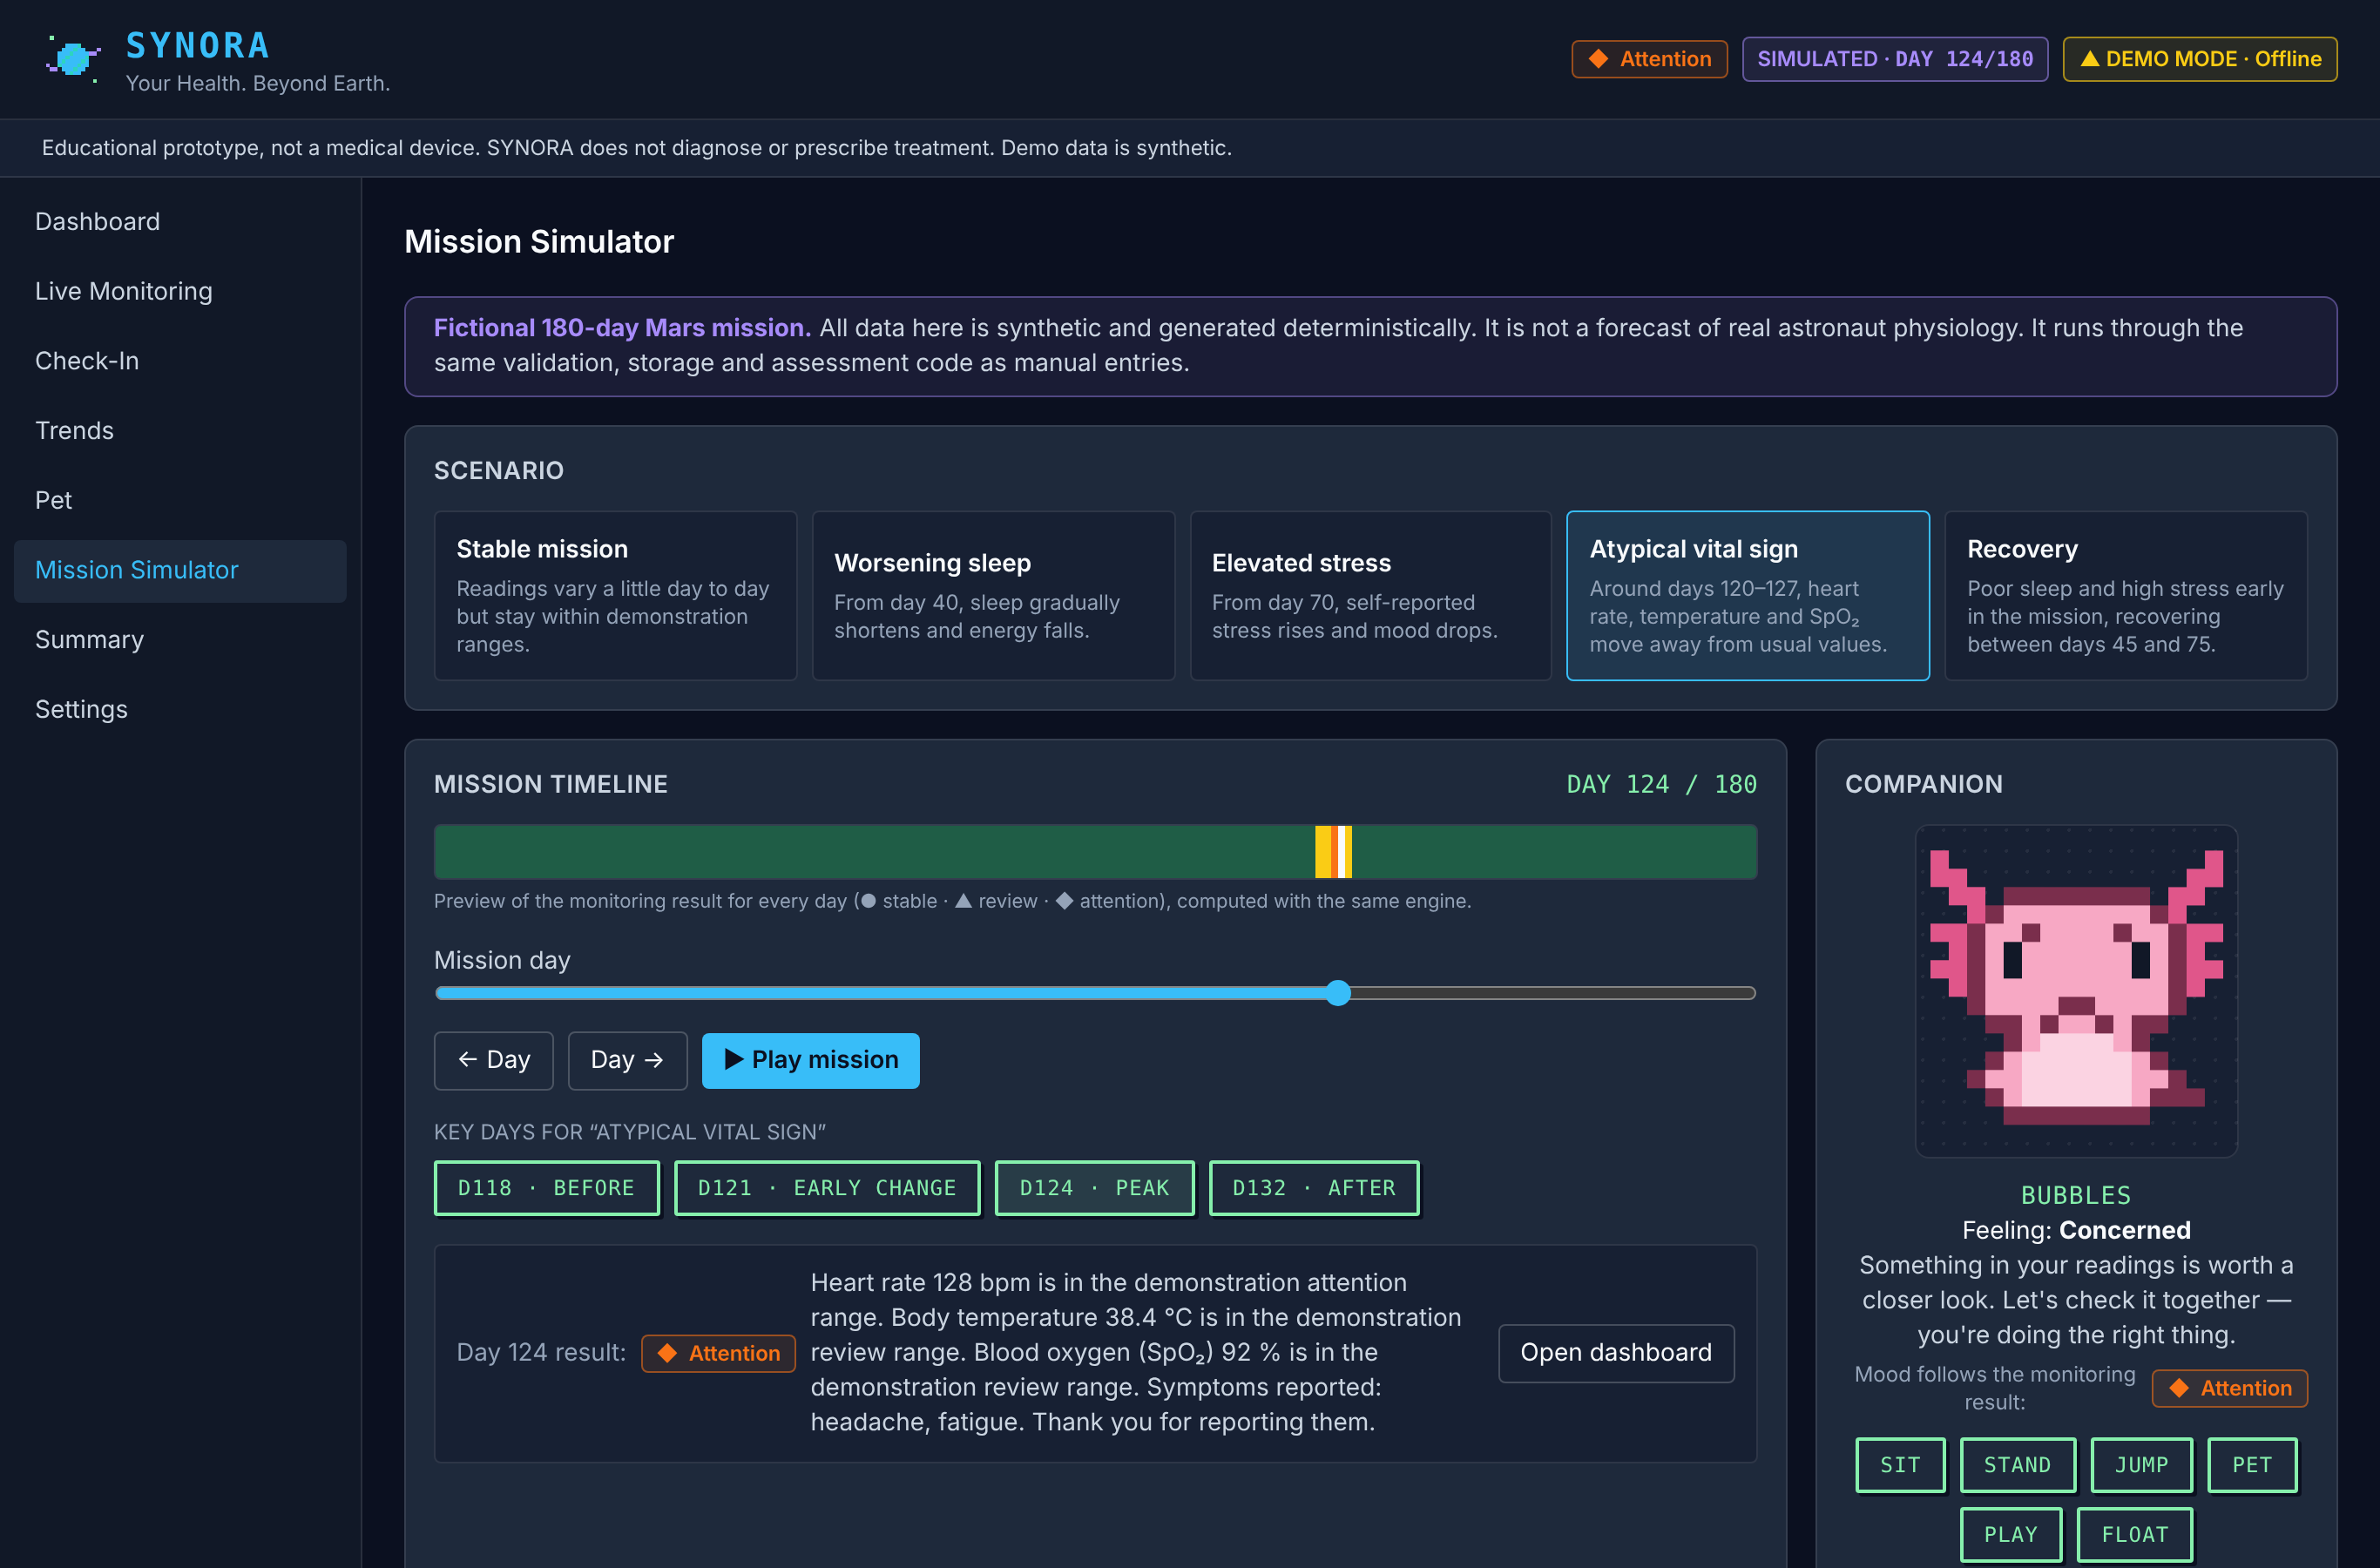 SYNORA
Your Health. Beyond Earth.
◆ Attention
SIMULATED · DAY 124/180
▲ DEMO MODE · Offline
Educational prototype, not a medical device. SYNORA does not diagnose or prescribe treatment. Demo data is synthetic.
Dashboard
Live Monitoring
Check-In
Trends
Pet
Mission Simulator
Summary
Settings
Mission Simulator
Fictional 180-day Mars mission. All data here is synthetic and generated deterministically. It is not a forecast of real astronaut physiology. It runs through the
same validation, storage and assessment code as manual entries.
SCENARIO
Stable mission
Readings vary a little day to day
but stay within demonstration
ranges.
Worsening sleep
From day 40, sleep gradually
shortens and energy falls.
Elevated stress
From day 70, self-reported
stress rises and mood drops.
Atypical vital sign
Around days 120–127, heart
rate, temperature and SpO₂
move away from usual values.
Recovery
Poor sleep and high stress early
in the mission, recovering
between days 45 and 75.
MISSION TIMELINE
DAY 124 / 180
Preview of the monitoring result for every day (● stable · ▲ review · ◆ attention), computed with the same engine.
Mission day
← Day
Day →
▶ Play mission
KEY DAYS FOR “ATYPICAL VITAL SIGN”
D118 · BEFORE
D121 · EARLY CHANGE
D124 · PEAK
D132 · AFTER
Day 124 result:
◆ Attention
Heart rate 128 bpm is in the demonstration attention
range. Body temperature 38.4 °C is in the demonstration
review range. Blood oxygen (SpO₂) 92 % is in the
demonstration review range. Symptoms reported:
headache, fatigue. Thank you for reporting them.
Open dashboard
COMPANION
BUBBLES
Feeling: Concerned
Something in your readings is worth a
closer look. Let's check it together —
you're doing the right thing.
Mood follows the monitoring
result:
◆ Attention
SIT
STAND
JUMP
PET
PLAY
FLOAT